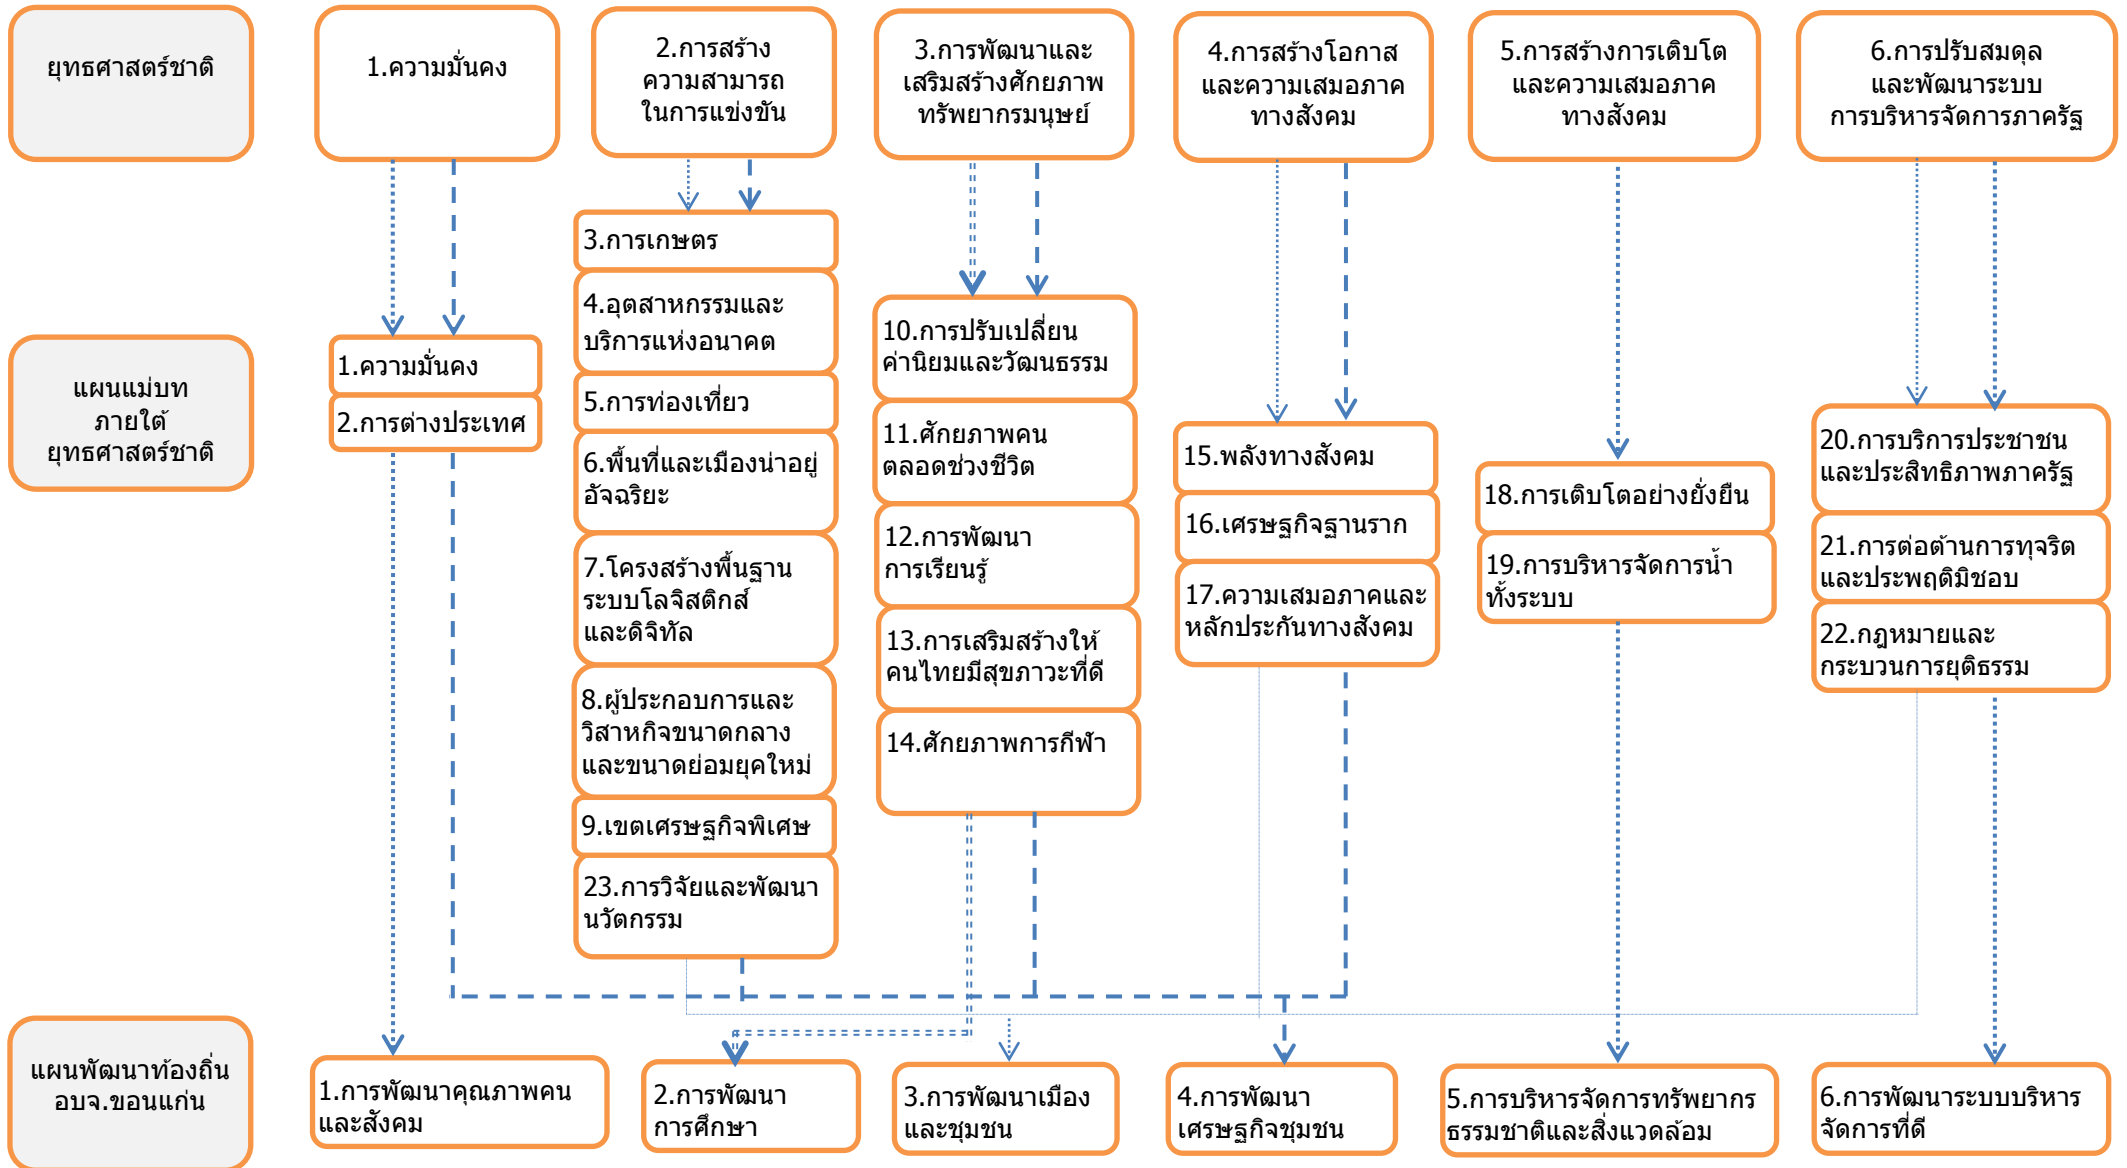 ยุทธศาสตร์ชาติ
1.ความมั่นคง
2.การสร้าง
ความสามารถ
ในการแข่งขัน
3.การพัฒนาและ
เสริมสร้างศักยภาพ
ทรัพยากรมนุษย์
4.การสร้างโอกาส
และความเสมอภาค
ทางสังคม
5.การสร้างการเติบโต
และความเสมอภาค
ทางสังคม
6.การปรับสมดุล
และพัฒนาระบบ
การบริหารจัดการภาครัฐ
แผนแม่บท
ภายใต้
ยุทธศาสตร์ชาติ
1.ความมั่นคง
2.การต่างประเทศ
3.การเกษตร
4.อุตสาหกรรมและ
บริการแห่งอนาคต
5.การท่องเที่ยว
6.พื้นที่และเมืองน่าอยู่
อัจฉริยะ
7.โครงสร้างพื้นฐาน
ระบบโลจิสติกส์
และดิจิทัล
8.ผู้ประกอบการและ
วิสาหกิจขนาดกลาง
และขนาดย่อมยุคใหม่
9.เขตเศรษฐกิจพิเศษ
23.การวิจัยและพัฒนา
นวัตกรรม
10.การปรับเปลี่ยน
ค่านิยมและวัฒนธรรม
11.ศักยภาพคน
ตลอดช่วงชีวิต
12.การพัฒนา
การเรียนรู้
13.การเสริมสร้างให้
คนไทยมีสุขภาวะที่ดี
14.ศักยภาพการกีฬา
15.พลังทางสังคม
16.เศรษฐกิจฐานราก
17.ความเสมอภาคและ
หลักประกันทางสังคม
18.การเติบโตอย่างยั่งยืน
19.การบริหารจัดการน้ำ
ทั้งระบบ
20.การบริการประชาชน
และประสิทธิภาพภาครัฐ
21.การต่อต้านการทุจริต
และประพฤติมิชอบ
22.กฎหมายและ
กระบวนการยุติธรรม
แผนพัฒนาท้องถิ่น
อบจ.ขอนแก่น
1.การพัฒนาคุณภาพคน
และสังคม
2.การพัฒนา
การศึกษา
3.การพัฒนาเมือง
และชุมชน
4.การพัฒนา
เศรษฐกิจชุมชน
5.การบริหารจัดการทรัพยากร
ธรรมชาติและสิ่งแวดล้อม
6.การพัฒนาระบบบริหาร
จัดการที่ดี